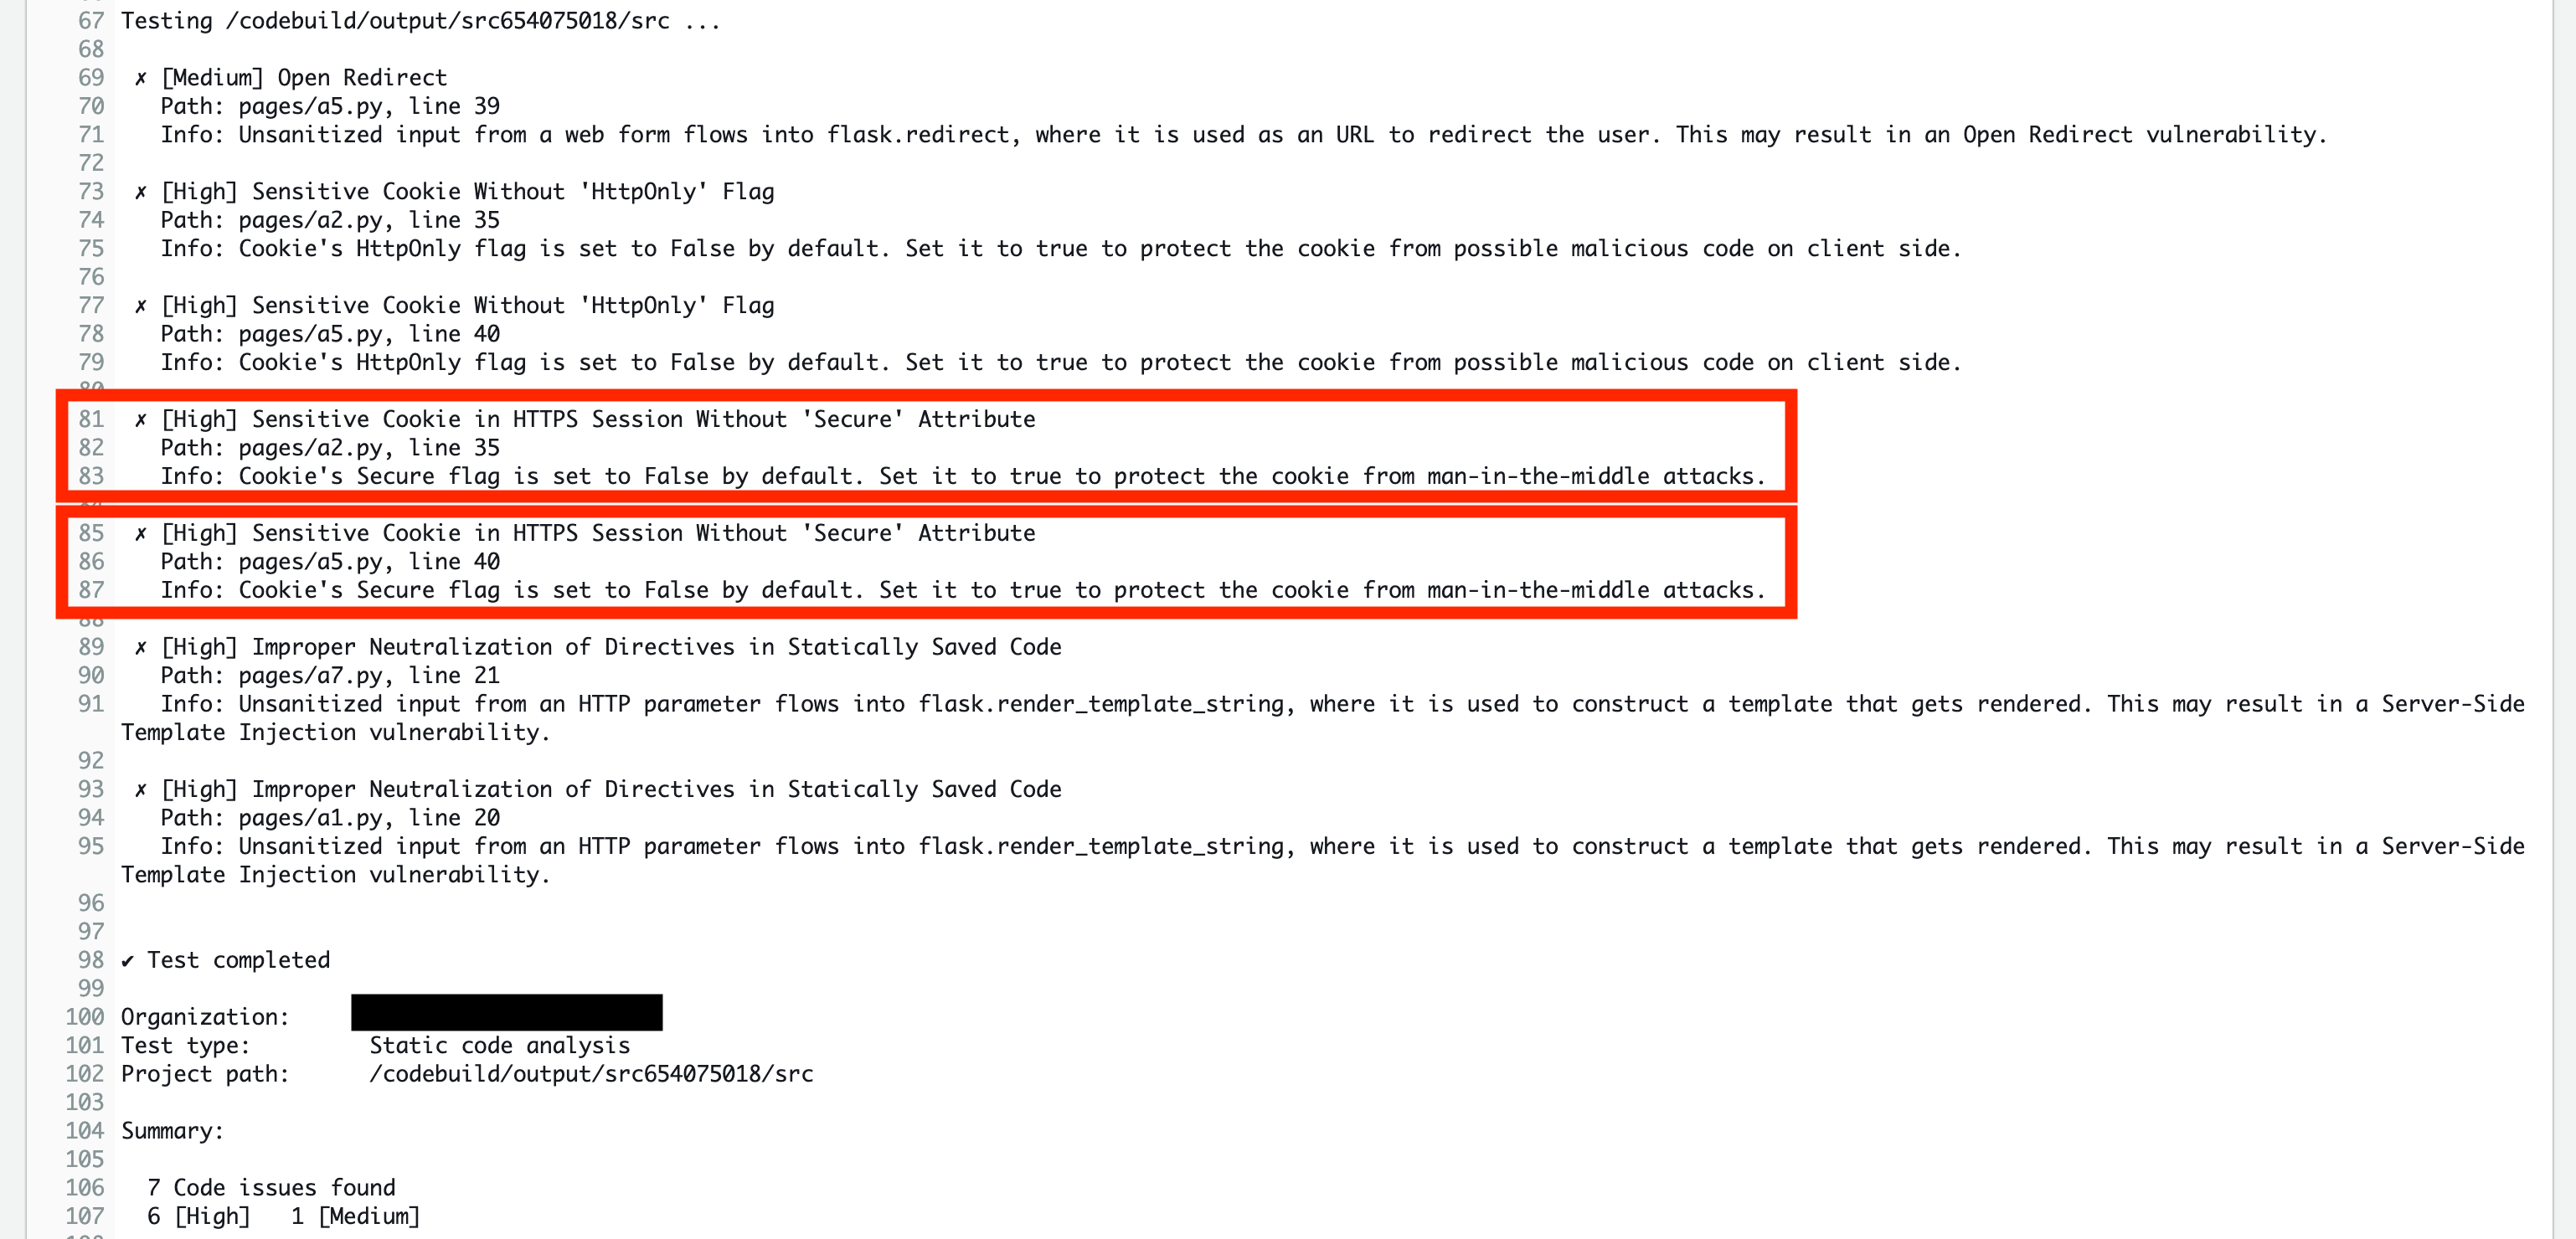 67 Testing /codebuild/output/src654075018/src ...
68
69 ✗ [Medium] Open Redirect
70 Path: pages/a5.py, line 39
71 Info: Unsanitized input from a web form flows into flask.redirect, where it is used as an URL to redirect the user. This may result in an Open Redirect vulnerability.
72
73 ✗ [High] Sensitive Cookie Without 'HttpOnly' Flag
74 Path: pages/a2.py, line 35
75 Info: Cookie's HttpOnly flag is set to False by default. Set it to true to protect the cookie from possible malicious code on client side.
76
77 ✗ [High] Sensitive Cookie Without 'HttpOnly' Flag
78 Path: pages/a5.py, line 40
79 Info: Cookie's HttpOnly flag is set to False by default. Set it to true to protect the cookie from possible malicious code on client side.
80
81 ✗ [High] Sensitive Cookie in HTTPS Session Without 'Secure' Attribute
82 Path: pages/a2.py, line 35
83 Info: Cookie's Secure flag is set to False by default. Set it to true to protect the cookie from man-in-the-middle attacks.
85 ✗ [High] Sensitive Cookie in HTTPS Session Without 'Secure' Attribute
86 Path: pages/a5.py, line 40
87 Info: Cookie's Secure flag is set to False by default. Set it to true to protect the cookie from man-in-the-middle attacks.
88
89 ✗ [High] Improper Neutralization of Directives in Statically Saved Code
90 Path: pages/a7.py, line 21
91 Info: Unsanitized input from an HTTP parameter flows into flask.render_template_string, where it is used to construct a template that gets rendered. This may result in a Server-Side
Template Injection vulnerability.
92
93 ✗ [High] Improper Neutralization of Directives in Statically Saved Code
94 Path: pages/a1.py, line 20
95 Info: Unsanitized input from an HTTP parameter flows into flask.render_template_string, where it is used to construct a template that gets rendered. This may result in a Server-Side
Template Injection vulnerability.
96
97
98 ✔ Test completed
99
100 Organization:
101 Test type: Static code analysis
102 Project path: /codebuild/output/src654075018/src
103
104 Summary:
105
106 7 Code issues found
107 6 [High] 1 [Medium]